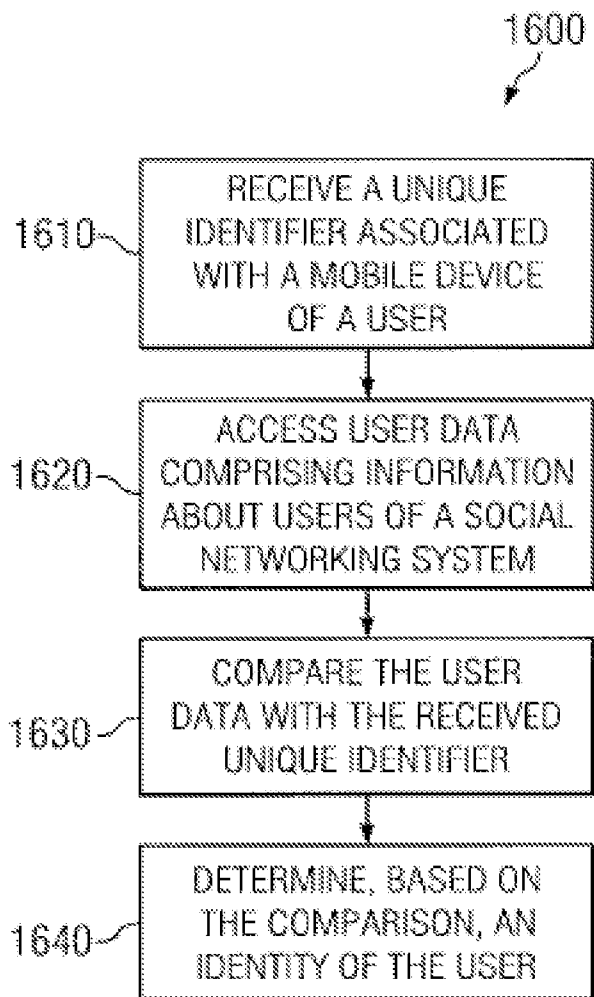 1600
1610
RECEIVE A UNIQUE
IDENTIFIER ASSOCIATED
WITH A MOBILE DEVICE
OF A USER
1620
ACCESS USER DATA
COMPRISING INFORMATION
ABOUT USERS OF A SOCIAL
NETWORKING SYSTEM
1630
COMPARE THE USER
DATA WITH THE RECEIVED
UNIQUE IDENTIFIER
1640
DETERMINE, BASED ON
THE COMPARISON, AN
IDENTITY OF THE USER